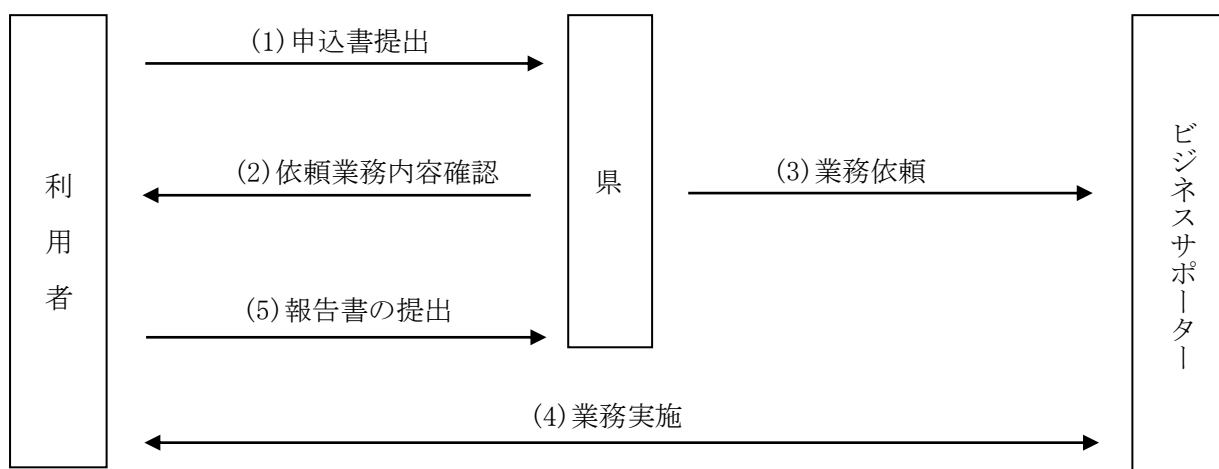 (1)申込書提出
(2)依頼業務内容確認
(3)業務依頼
利用者
県
ビジネスサポーター
(5)報告書の提出
(4)業務実施